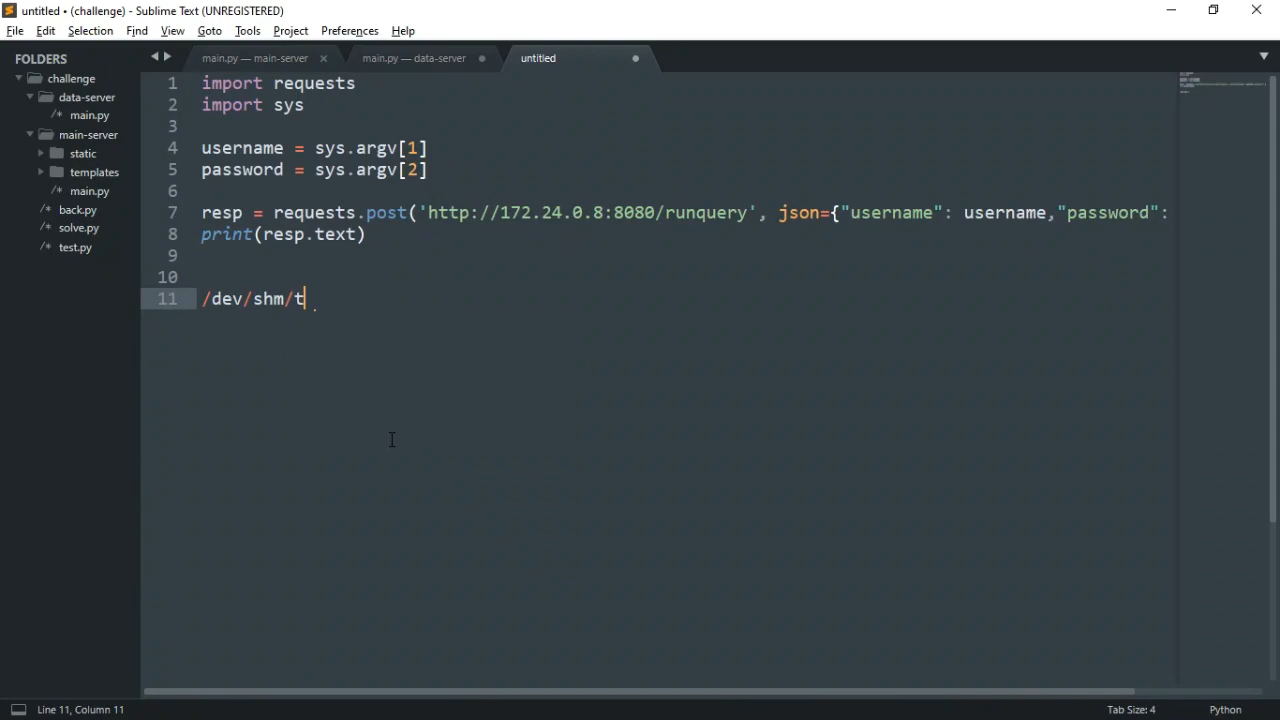 untitled • (challenge) - Sublime Text (UNREGISTERED)
File Edit Selection Find View Goto Tools Project Preferences Help
FOLDERS
challenge
data-server
/* main.py
main-server
static
templates
/* main.py
/* back.py
/* solve.py
/* test.py
main.py — main-server × main.py — data-server untitled
1 import requests
2 import sys
3
4 username = sys.argv[1]
5 password = sys.argv[2]
6
7 resp = requests.post('http://172.24.0.8:8080/runquery', json={"username": username,"password":
8 print(resp.text)
9
10
11 /dev/shm/t
Line 11, Column 11 Tab Size: 4 Python